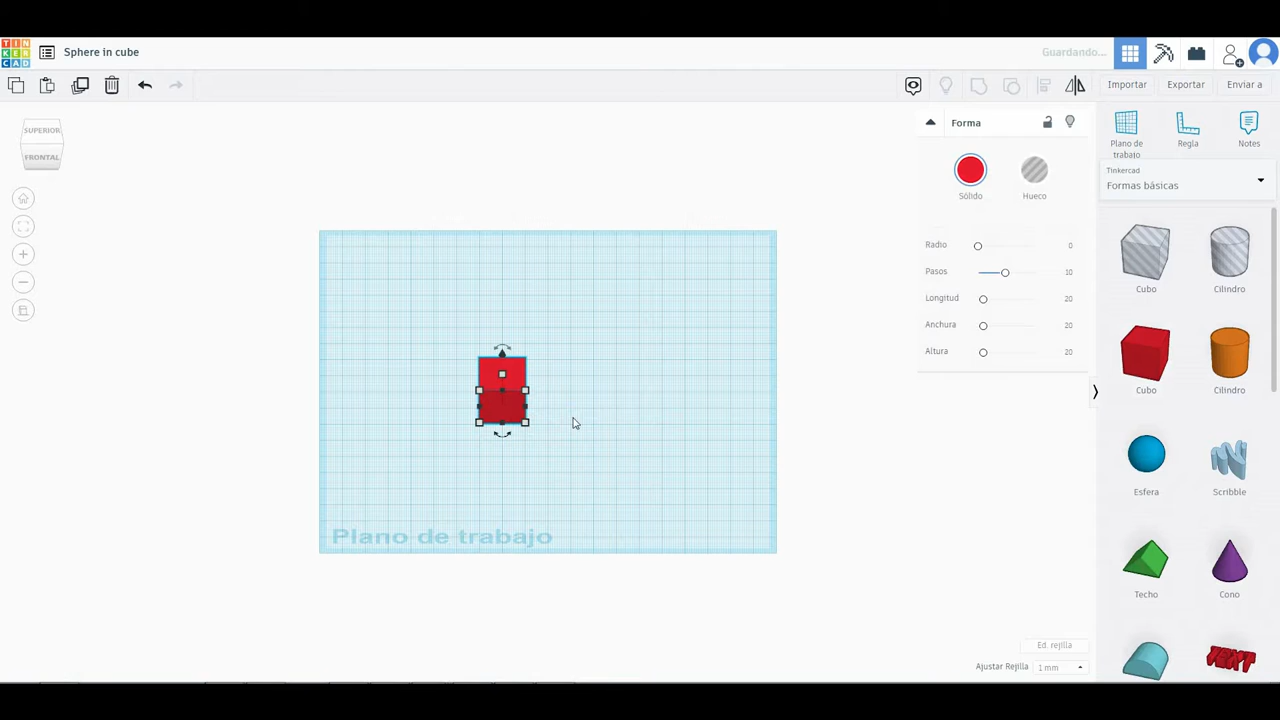 TIN
KER
CAD
Sphere in cube
Guardando...
Importar
Exportar
Enviar a
SUPERIOR
FRONTAL
Forma
Sólido
Hueco
Radio
0
Pasos
10
Longitud
20
Anchura
20
Altura
20
Plano de
trabajo
Regla
Notes
Tinkercad
Formas básicas
Cubo
Cilindro
Cubo
Cilindro
Esfera
Scribble
Techo
Cono
TEXT
Plano de trabajo
Ed. rejilla
Ajustar Rejilla
1 mm